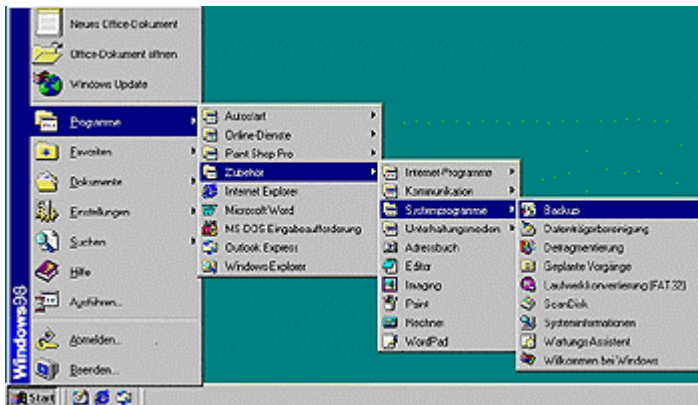 Neues Office-Dokument
Office-Dokument öffnen
Windows Update
Programme
Favoriten
Dokumente
Einstellungen
Suchen
Hilfe
Ausführen...
Abmelden...
Beenden...
Windows98
Start
Autostart
Online-Dienste
Paint Shop Pro
Zubehör
Internet Explorer
Microsoft Word
MS-DOS-Eingabeaufforderung
Outlook Express
Windows-Explorer
Internet-Programme
Kommunikation
Systemprogramme
Unterhaltungsmedien
Adressbuch
Editor
Imaging
Paint
Rechner
WordPad
Backup
Datenträgerbereinigung
Defragmentierung
Geplante Vorgänge
Laufwerkkonvertierung (FAT32)
ScanDisk
Systeminformationen
Wartungs-Assistent
Willkommen bei Windows